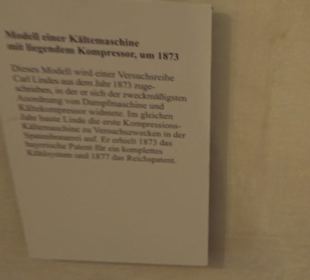 Modell einer Kältemaschine
mit liegendem Kompressor, um 1873
Dieses Modell wird einer Versuchsreihe
Carl Lindes aus dem Jahr 1873 zuge-
schrieben, in der er sich der zweckmäßigsten
Anordnung von Dampfmaschine und
Kältekompressor widmete. Im gleichen
Jahr baute Linde die erste Kompressions-
Kältemaschine zu Versuchszwecken in der
Spatenbrauerei auf. Er erhielt 1873 das
bayerische Patent für ein komplettes
Kühlsystem und 1877 das Reichspatent.